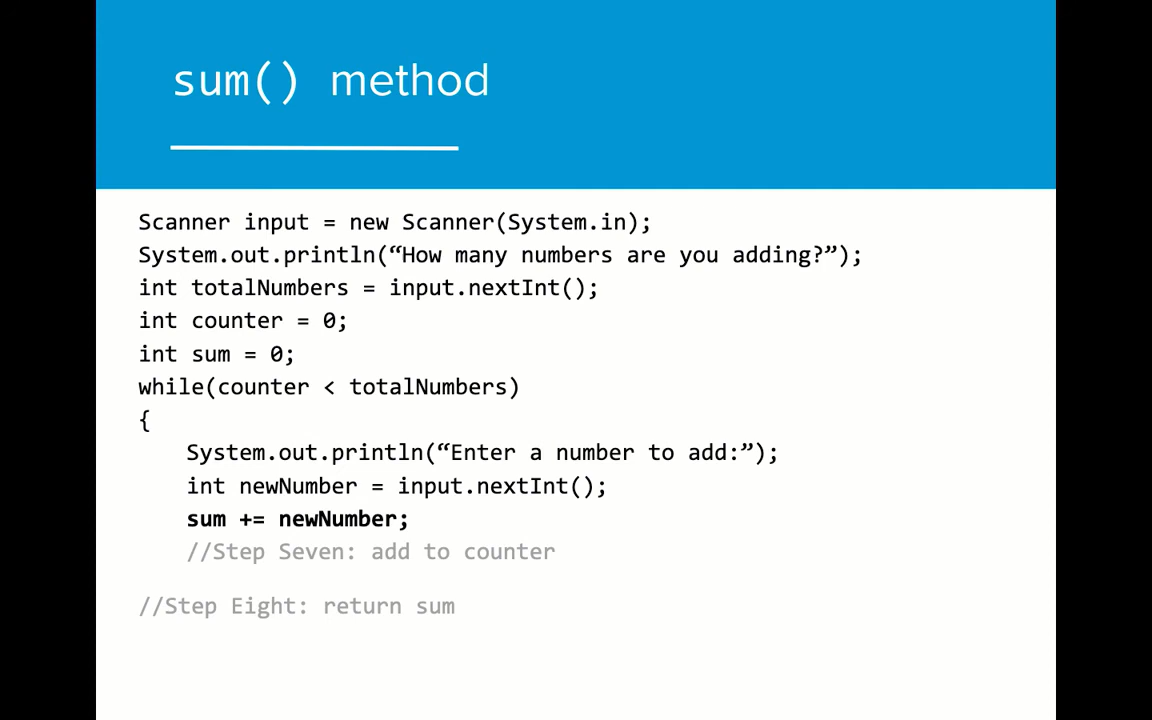 sum() method
Scanner input = new Scanner(System.in);
System.out.println(“How many numbers are you adding?”);
int totalNumbers = input.nextInt();
int counter = 0;
int sum = 0;
while(counter < totalNumbers)
{
System.out.println(“Enter a number to add:”);
int newNumber = input.nextInt();
sum += newNumber;
//Step Seven: add to counter
//Step Eight: return sum